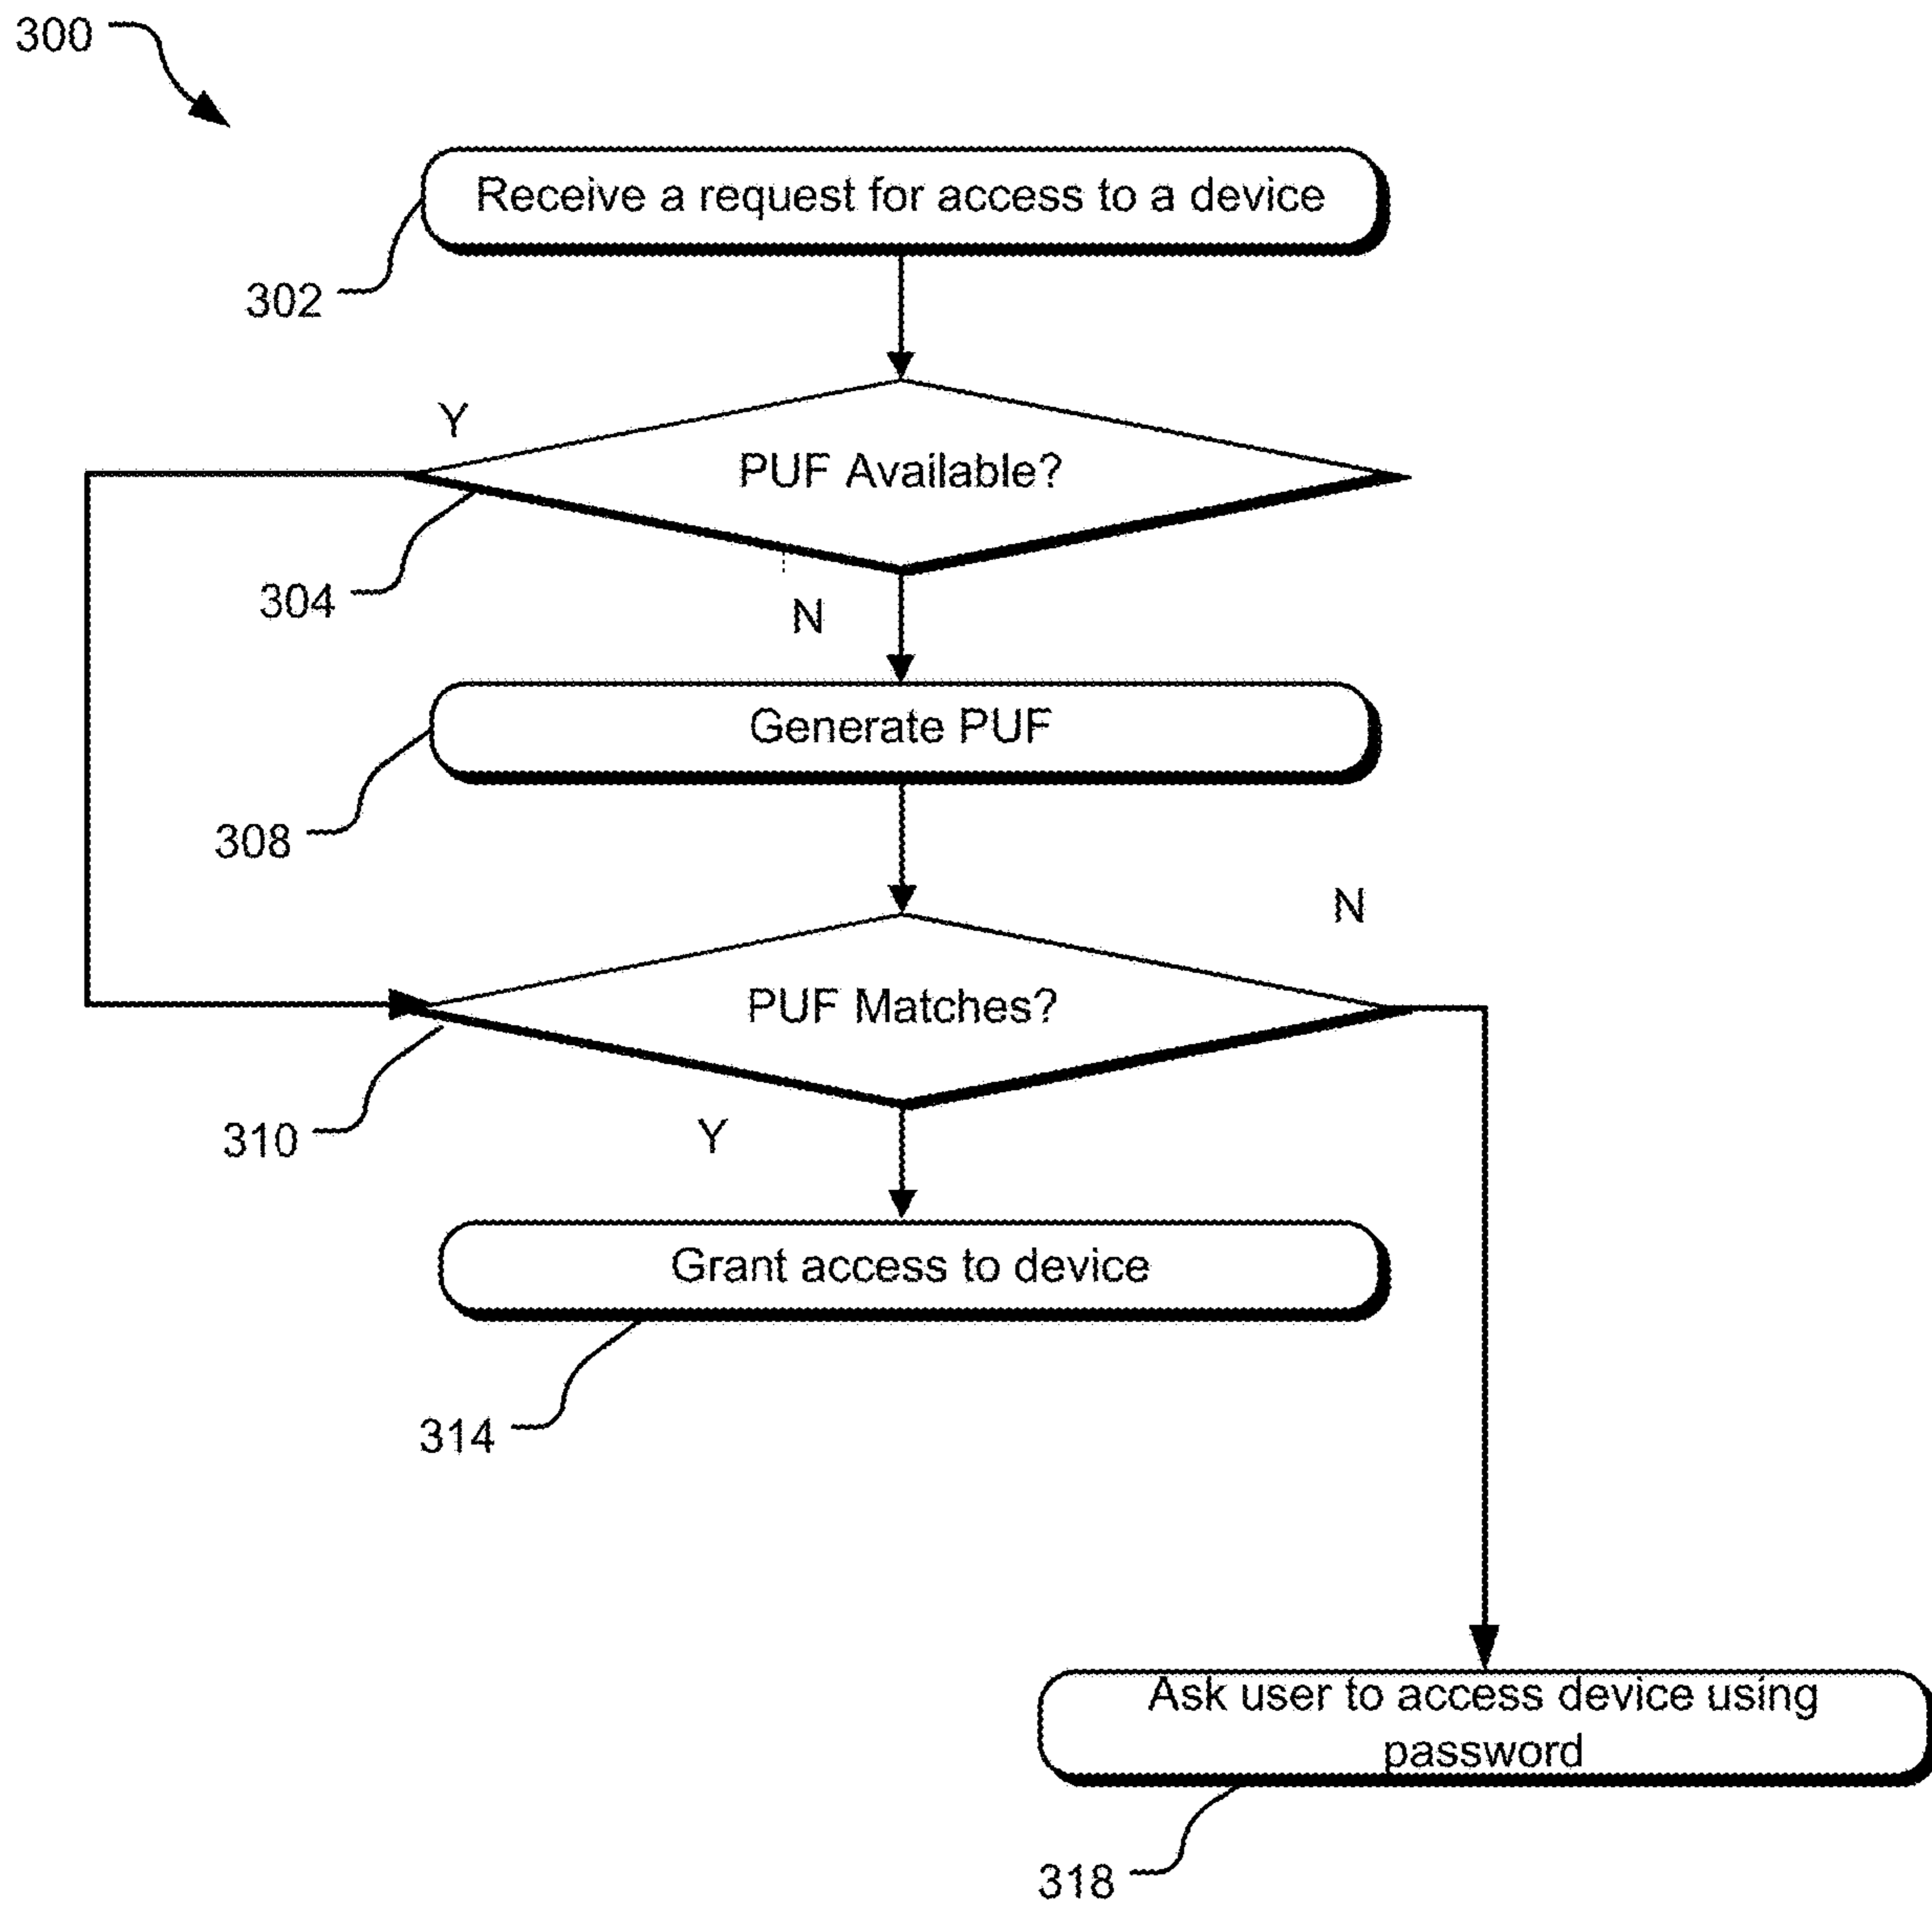 300
Receive a request for access to a device
302
Y
PUF Available?
304
N
Generate PUF
308
N
PUF Matches?
310
Y
Grant access to device
314
Ask user to access device using
password
318